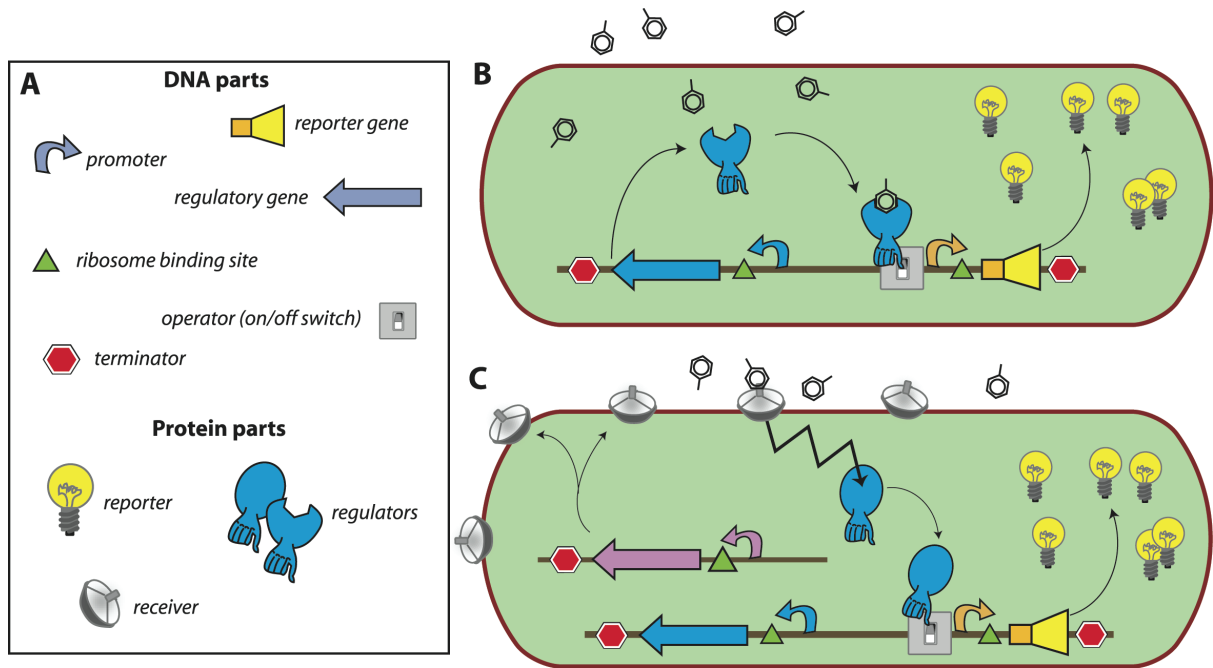 A
DNA parts
reporter gene
promoter
regulatory gene
ribosome binding site
operator (on/off switch)
terminator
Protein parts
reporter
regulators
receiver
B
C